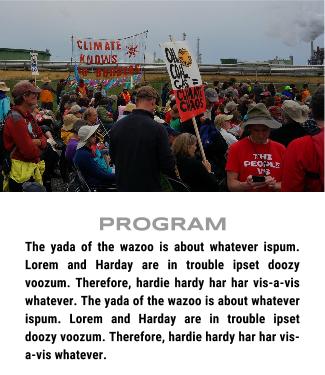 CLIMATE
KNOWS
NO BORDERS
COAL
GAS =
CLIMATE
CHAOS
THE
PEOPLE
VS
PROGRAM
The yada of the wazoo is about whatever ispum.
Lorem and Harday are in trouble ipset doozy
voozum. Therefore, hardie hardy har har vis-a-vis
whatever. The yada of the wazoo is about whatever
ispum. Lorem and Harday are in trouble ipset
doozy voozum. Therefore, hardie hardy har har vis-
a-vis whatever.